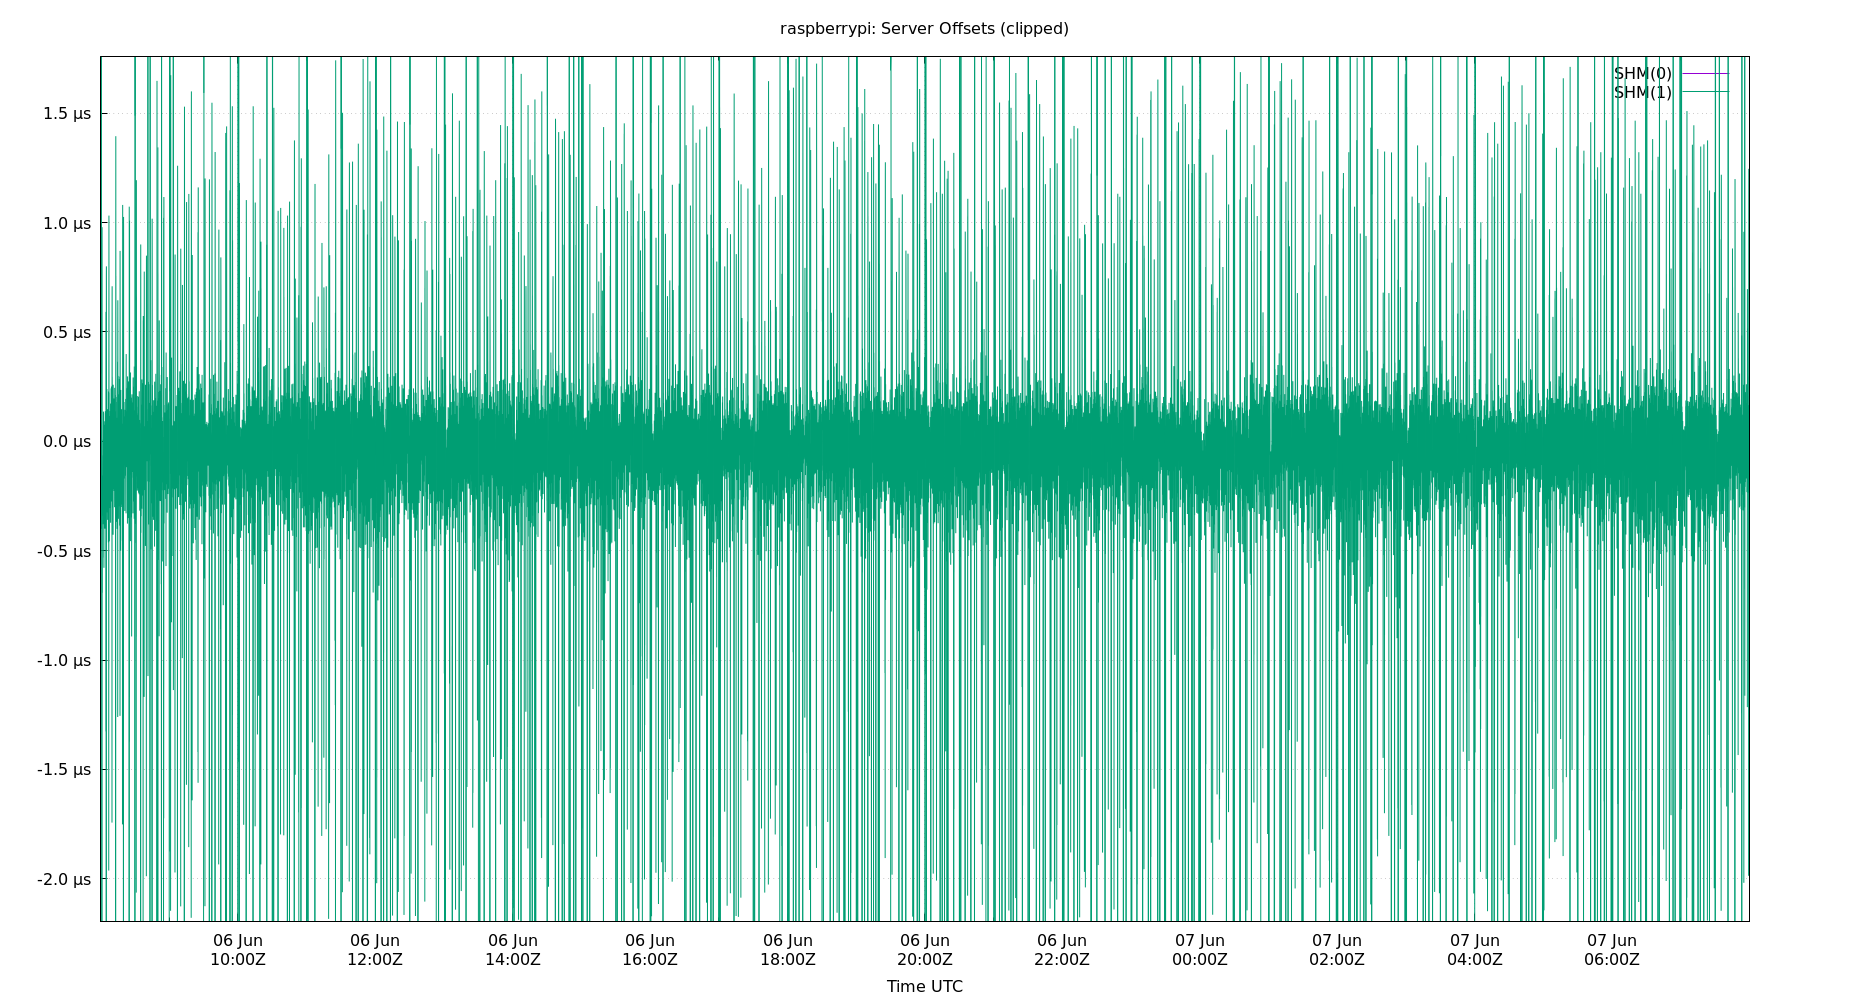 raspberrypi: Server Offsets (clipped)
SHM(0)
SHM(1)
1.5 µs
1.0 µs
0.5 µs
0.0 µs
-0.5 µs
-1.0 µs
-1.5 µs
-2.0 µs
06 Jun 06 Jun 06 Jun 06 Jun 06 Jun 06 Jun 06 Jun 07 Jun 07 Jun 07 Jun 07 Jun
10:00Z 12:00Z 14:00Z 16:00Z 18:00Z 20:00Z 22:00Z 00:00Z 02:00Z 04:00Z 06:00Z
Time UTC